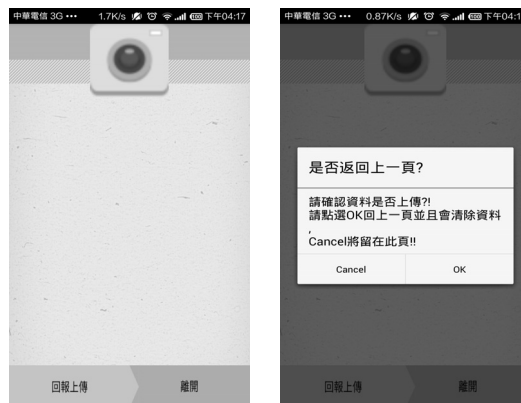 中華電信 3G ••• 1.7K/s 下午04:17
回報上傳 離開
中華電信 3G ••• 0.87K/s 下午04:1
是否返回上一頁?
請確認資料是否上傳?!
請點選OK回上一頁並且會清除資料
,
Cancel將留在此頁!!
Cancel OK
回報上傳 離開